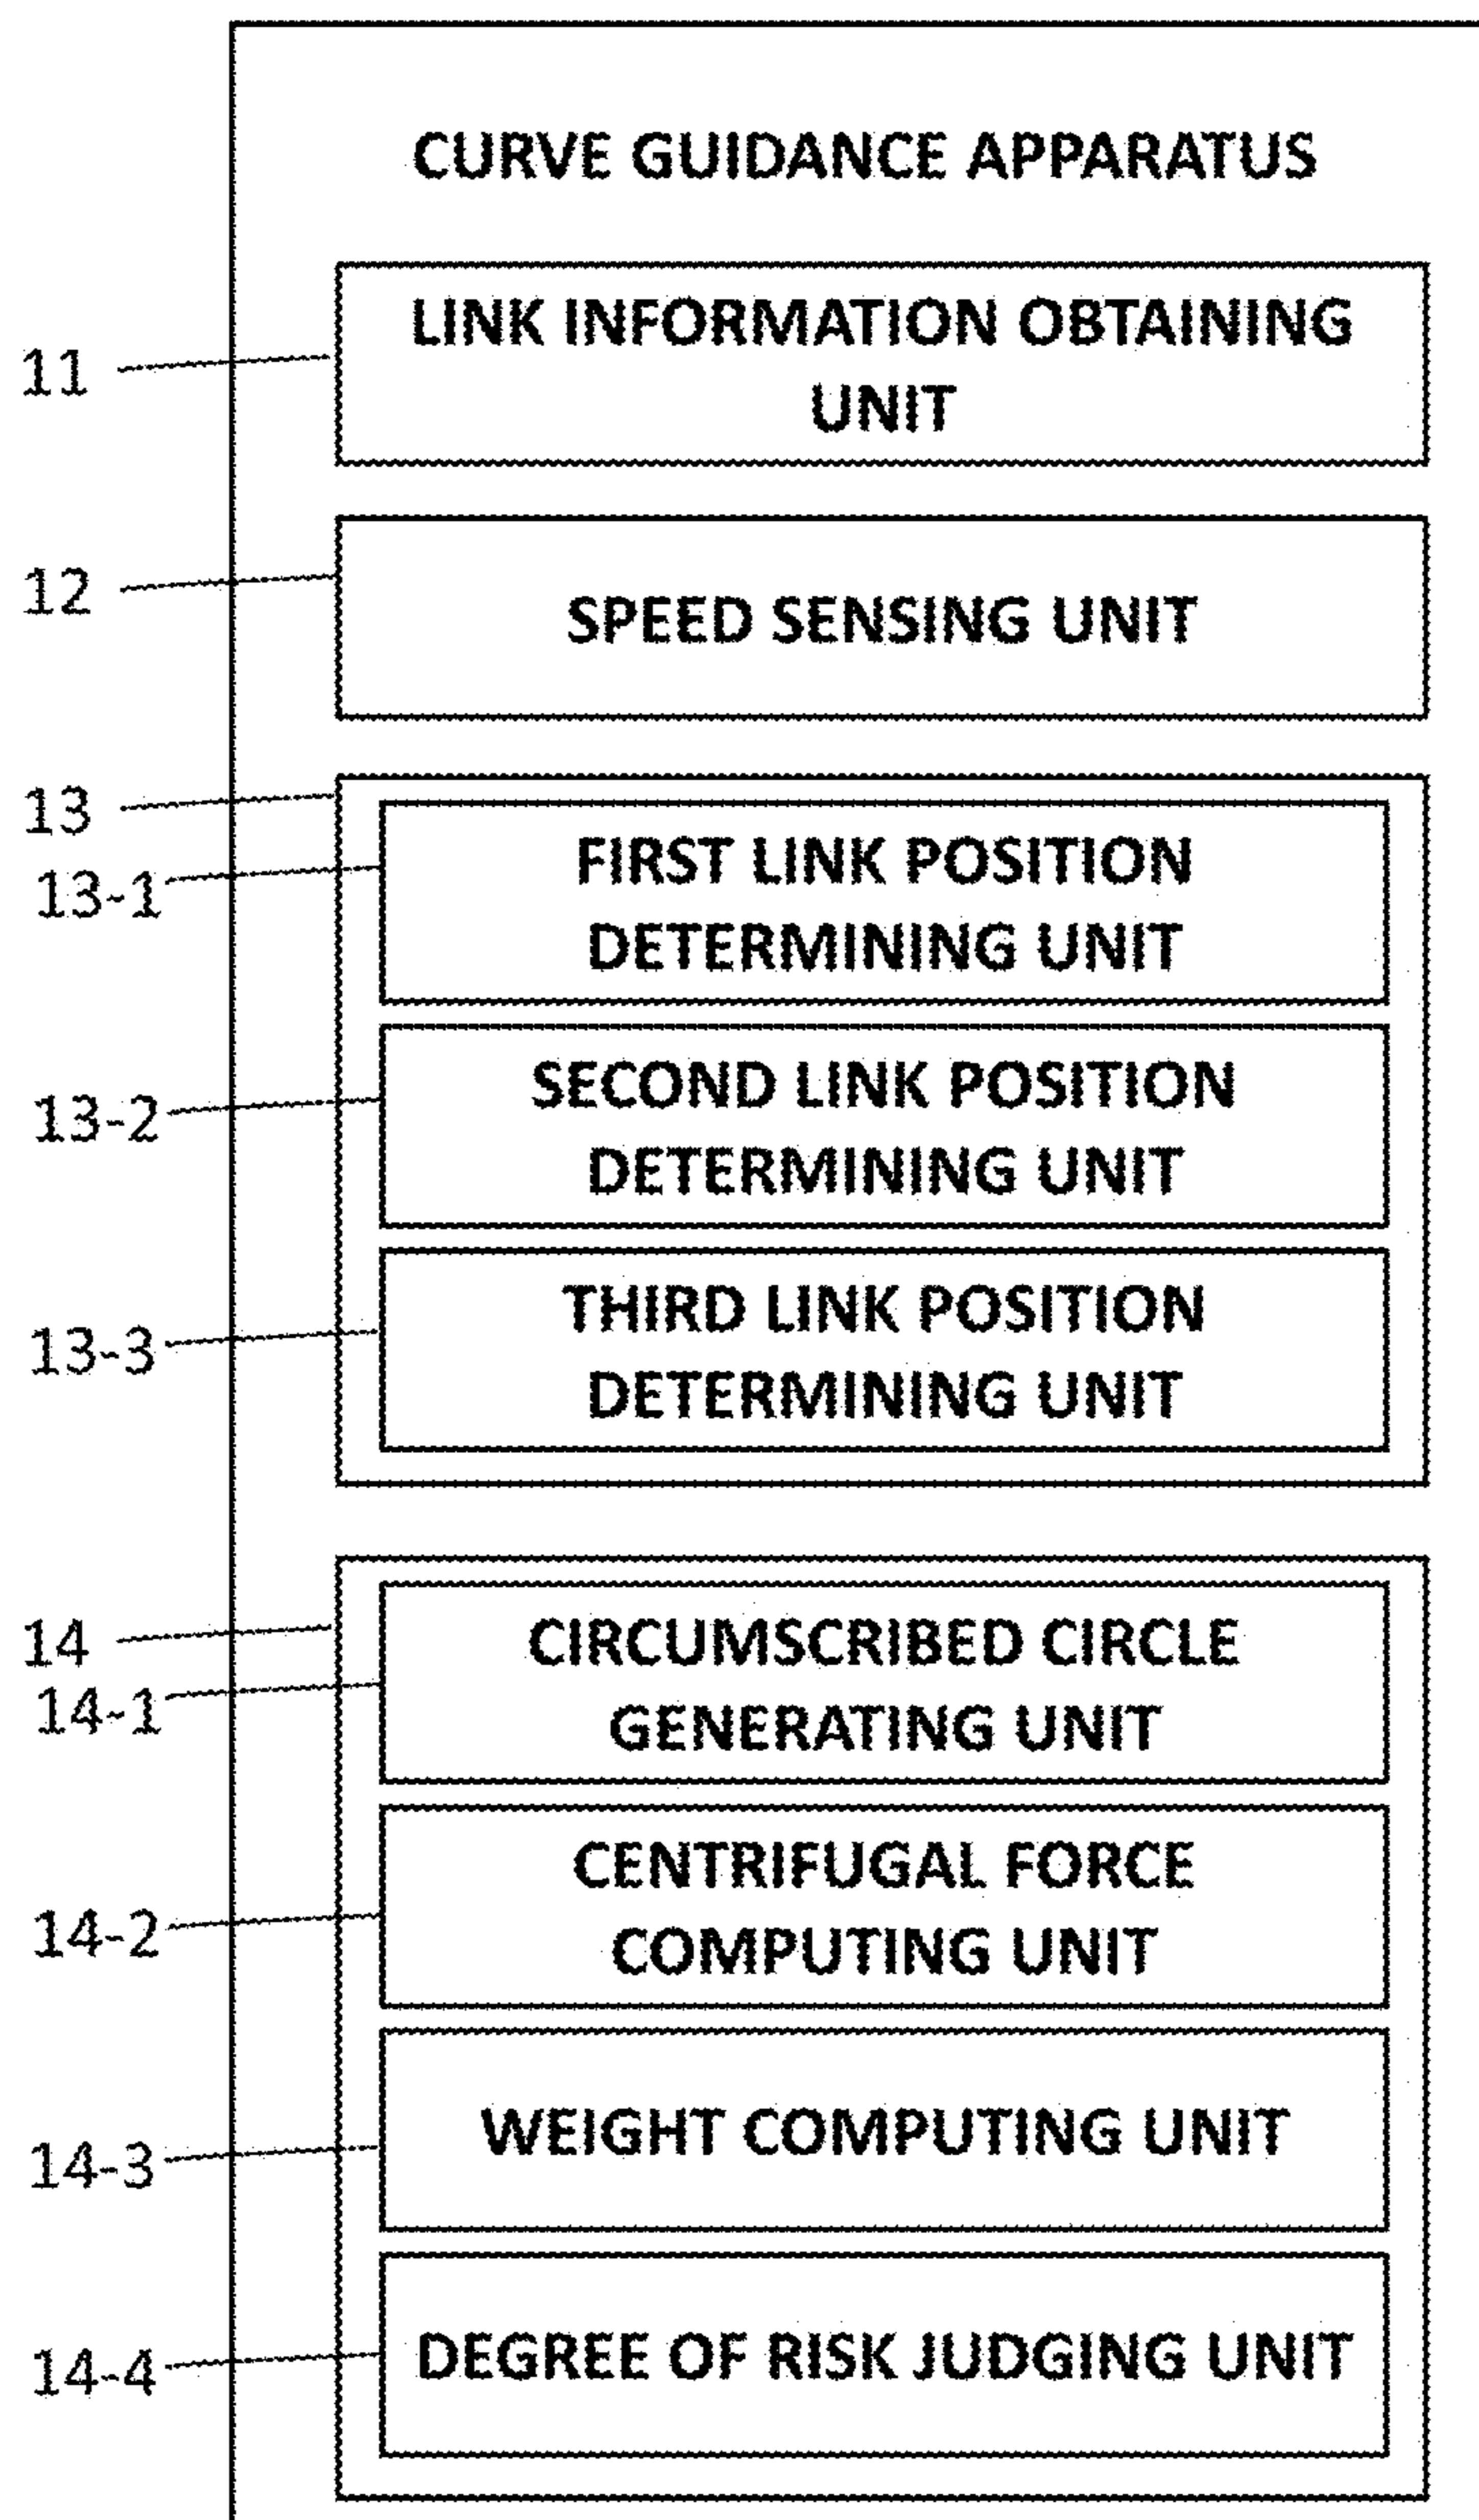 CURVE GUIDANCE APPARATUS
11
LINK INFORMATION OBTAINING
UNIT
12
SPEED SENSING UNIT
13
13-1
FIRST LINK POSITION
DETERMINING UNIT
13-2
SECOND LINK POSITION
DETERMINING UNIT
13-3
THIRD LINK POSITION
DETERMINING UNIT
14
14-1
CIRCUMSCRIBED CIRCLE
GENERATING UNIT
14-2
CENTRIFUGAL FORCE
COMPUTING UNIT
14-3
WEIGHT COMPUTING UNIT
14-4
DEGREE OF RISK JUDGING UNIT